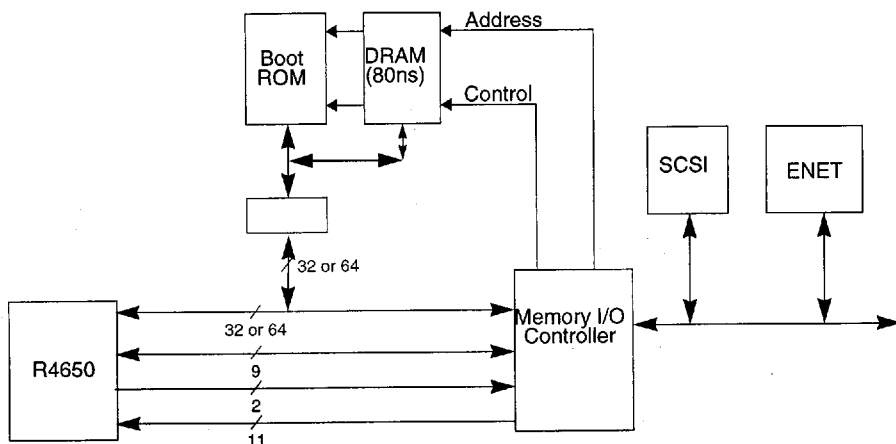 Address
Boot
ROM
DRAM
(80ns)
Control
SCSI
ENET
32 or 64
Memory I/O
Controller
32 or 64
R4650
9
2
11